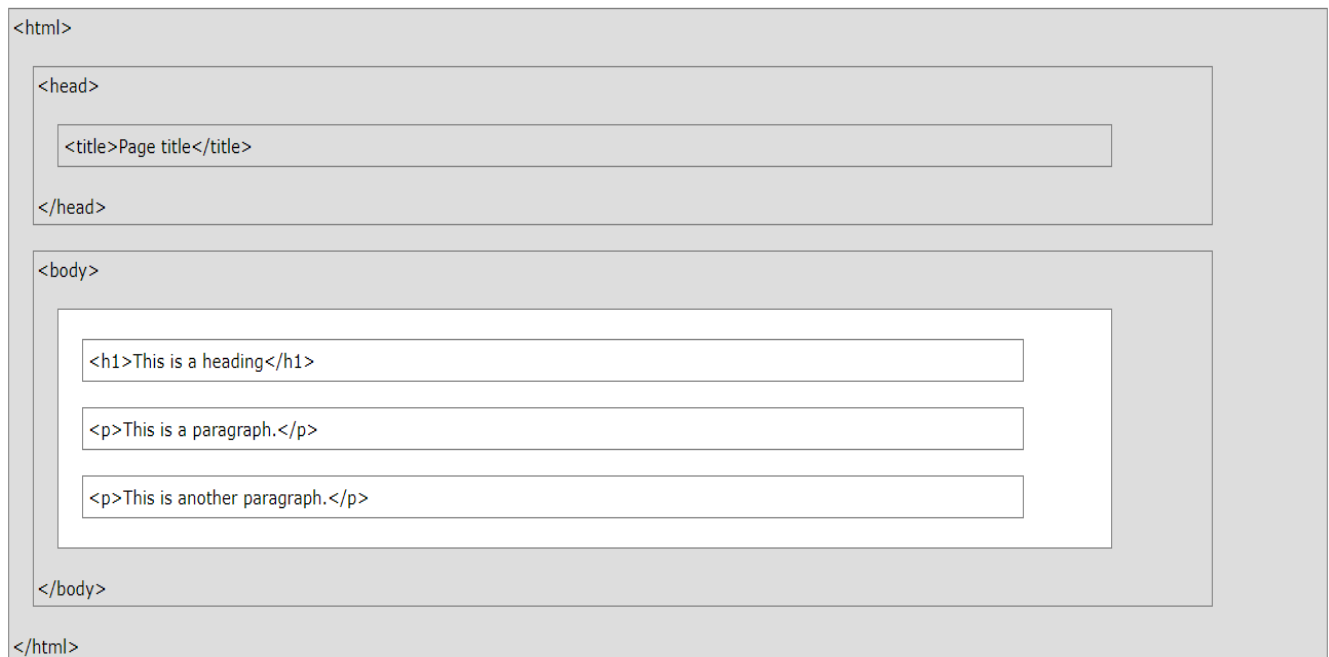 <html>
<head>
<title>Page title</title>
</head>
<body>
<h1>This is a heading</h1>
<p>This is a paragraph.</p>
<p>This is another paragraph.</p>
</body>
</html>